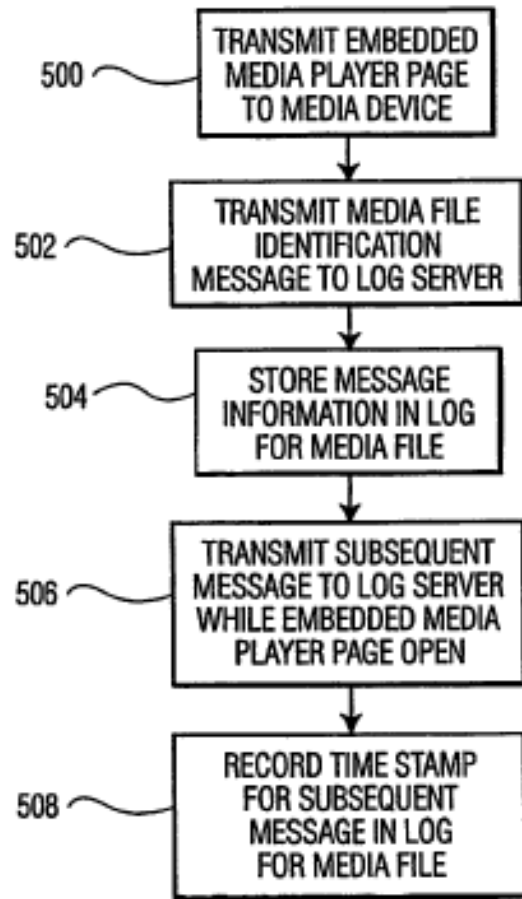 500
TRANSMIT EMBEDDED
MEDIA PLAYER PAGE
TO MEDIA DEVICE
502
TRANSMIT MEDIA FILE
IDENTIFICATION
MESSAGE TO LOG SERVER
504
STORE MESSAGE
INFORMATION IN LOG
FOR MEDIA FILE
506
TRANSMIT SUBSEQUENT
MESSAGE TO LOG SERVER
WHILE EMBEDDED MEDIA
PLAYER PAGE OPEN
508
RECORD TIME STAMP
FOR SUBSEQUENT
MESSAGE IN LOG
FOR MEDIA FILE